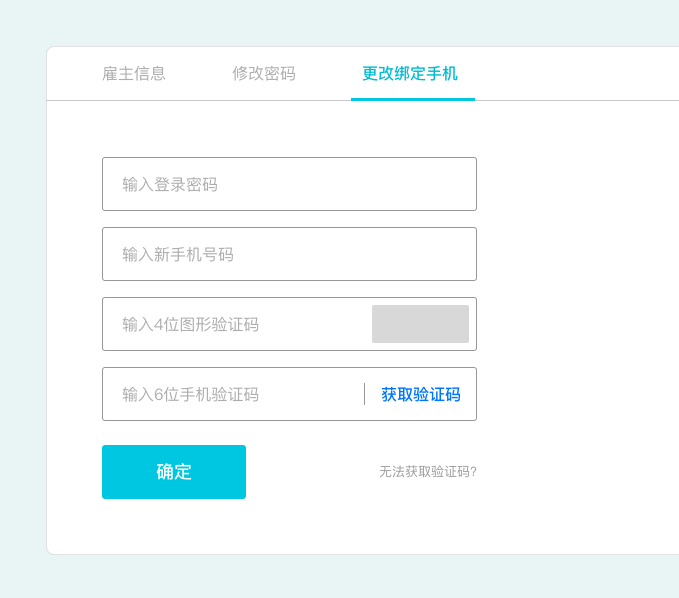 雇主信息 修改密码 更改绑定手机
输入登录密码
输入新手机号码
输入4位图形验证码
输入6位手机验证码 获取验证码
确定 无法获取验证码?